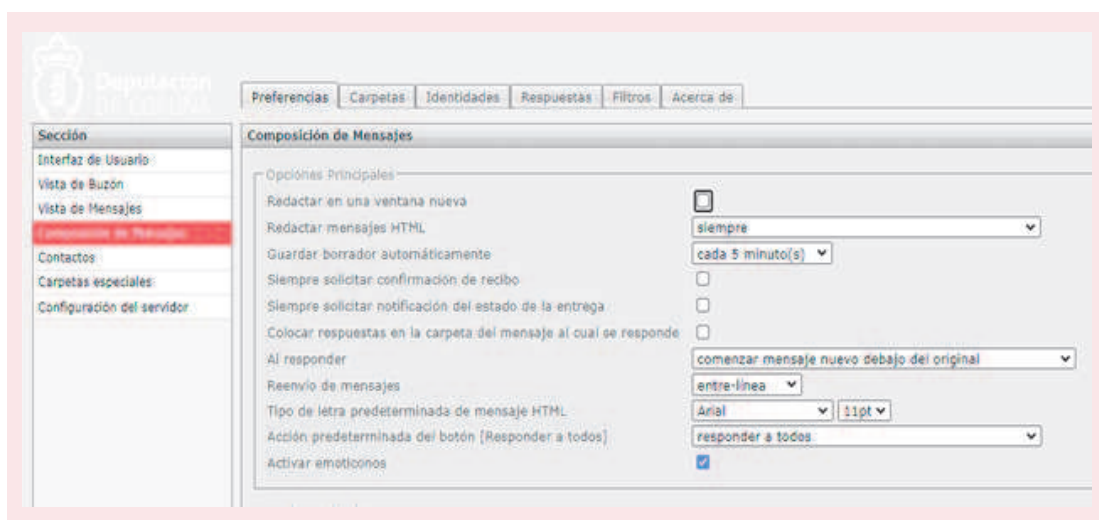 Diputación
Preferencias Carpetas Identidades Respuestas Filtros Acerca de
Sección
Composición de Mensajes
Interfaz de Usuario
Vista de Buzón
Vista de Mensajes
Composición de Mensajes
Contactos
Carpetas especiales
Configuración del servidor
Opciones Principales
Redactar en una ventana nueva
Redactar mensajes HTML siempre
Guardar borrador automáticamente cada 5 minuto(s)
Siempre solicitar confirmación de recibo
Siempre solicitar notificación del estado de la entrega
Colocar respuestas en la carpeta del mensaje al cual se responde
Al responder comenzar mensaje nuevo debajo del original
Reenvío de mensajes entre-línea
Tipo de letra predeterminada de mensaje HTML Arial 11pt
Acción predeterminada del botón [Responder a todos] responder a todos
Activar emoticonos